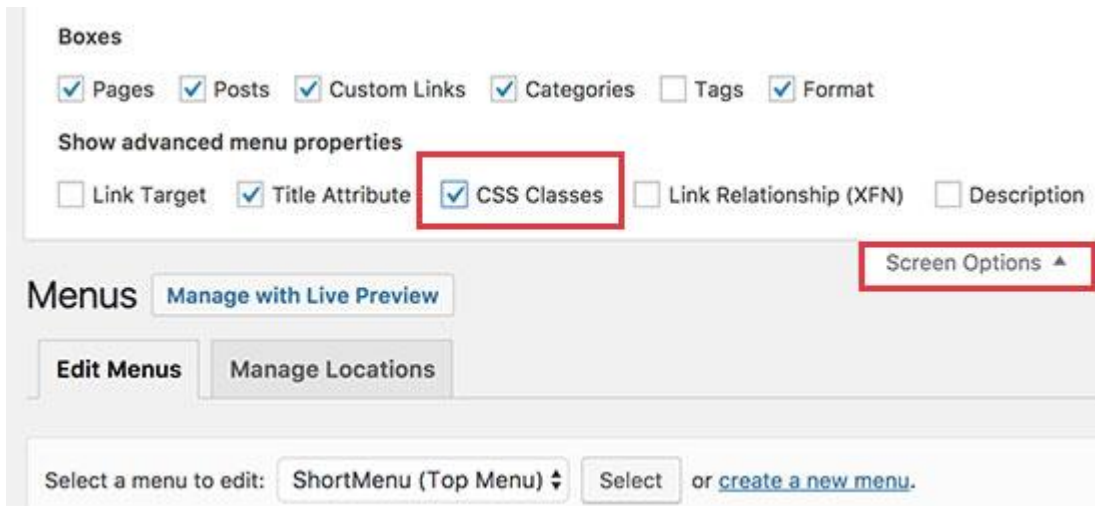 Boxes
Pages Posts Custom Links Categories Tags Format
Show advanced menu properties
Link Target Title Attribute CSS Classes Link Relationship (XFN) Description
Screen Options ▲
Menus Manage with Live Preview
Edit Menus Manage Locations
Select a menu to edit: ShortMenu (Top Menu) Select or create a new menu.